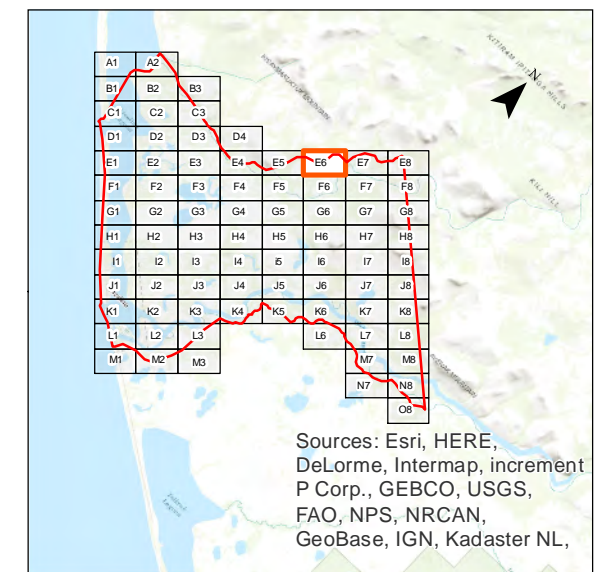 KITIRAM IPITINGA HILLS
N
KILI HILL
A1 A2
B1 B2 B3
C1 C2 C3
D1 D2 D3 D4
E1 E2 E3 E4 E5 E6 E7 E8
F1 F2 F3 F4 F5 F6 F7 F8
G1 G2 G3 G4 G5 G6 G7 G8
H1 H2 H3 H4 H5 H6 H7 H8
I1 I2 I3 I4 I5 I6 I7 I8
J1 J2 J3 J4 J5 J6 J7 J8
K1 K2 K3 K4 K5 K6 K7 K8
L1 L2 L3 L6 L7 L8
M1 M2 M3 M7 M8
N7 N8
O8
Sources: Esri, HERE,
DeLorme, Intermap, increment
P Corp., GEBCO, USGS,
FAO, NPS, NRCAN,
GeoBase, IGN, Kadaster NL,